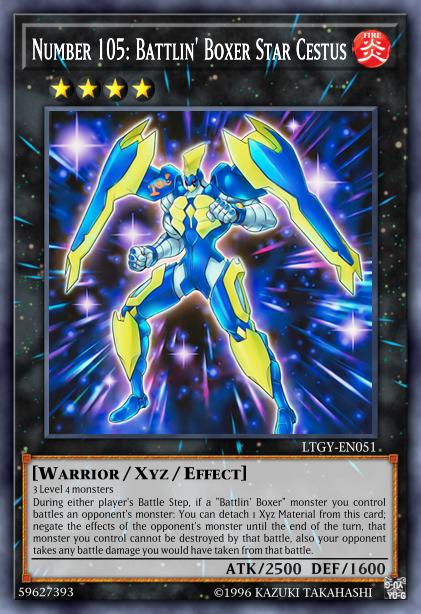 Number 105: Battlin' Boxer Star Cestus
FIRE
炎
105
LTGY-EN051
[Warrior / Xyz / Effect]
3 Level 4 monsters
During either player's Battle Step, if a "Battlin' Boxer" monster you control
battles an opponent's monster: You can detach 1 Xyz Material from this card;
negate the effects of the opponent's monster until the end of the turn, that
monster you control cannot be destroyed by that battle, also your opponent
takes any battle damage you would have taken from that battle.
ATK/2500 DEF/1600
59627393
©1996 KAZUKI TAKAHASHI